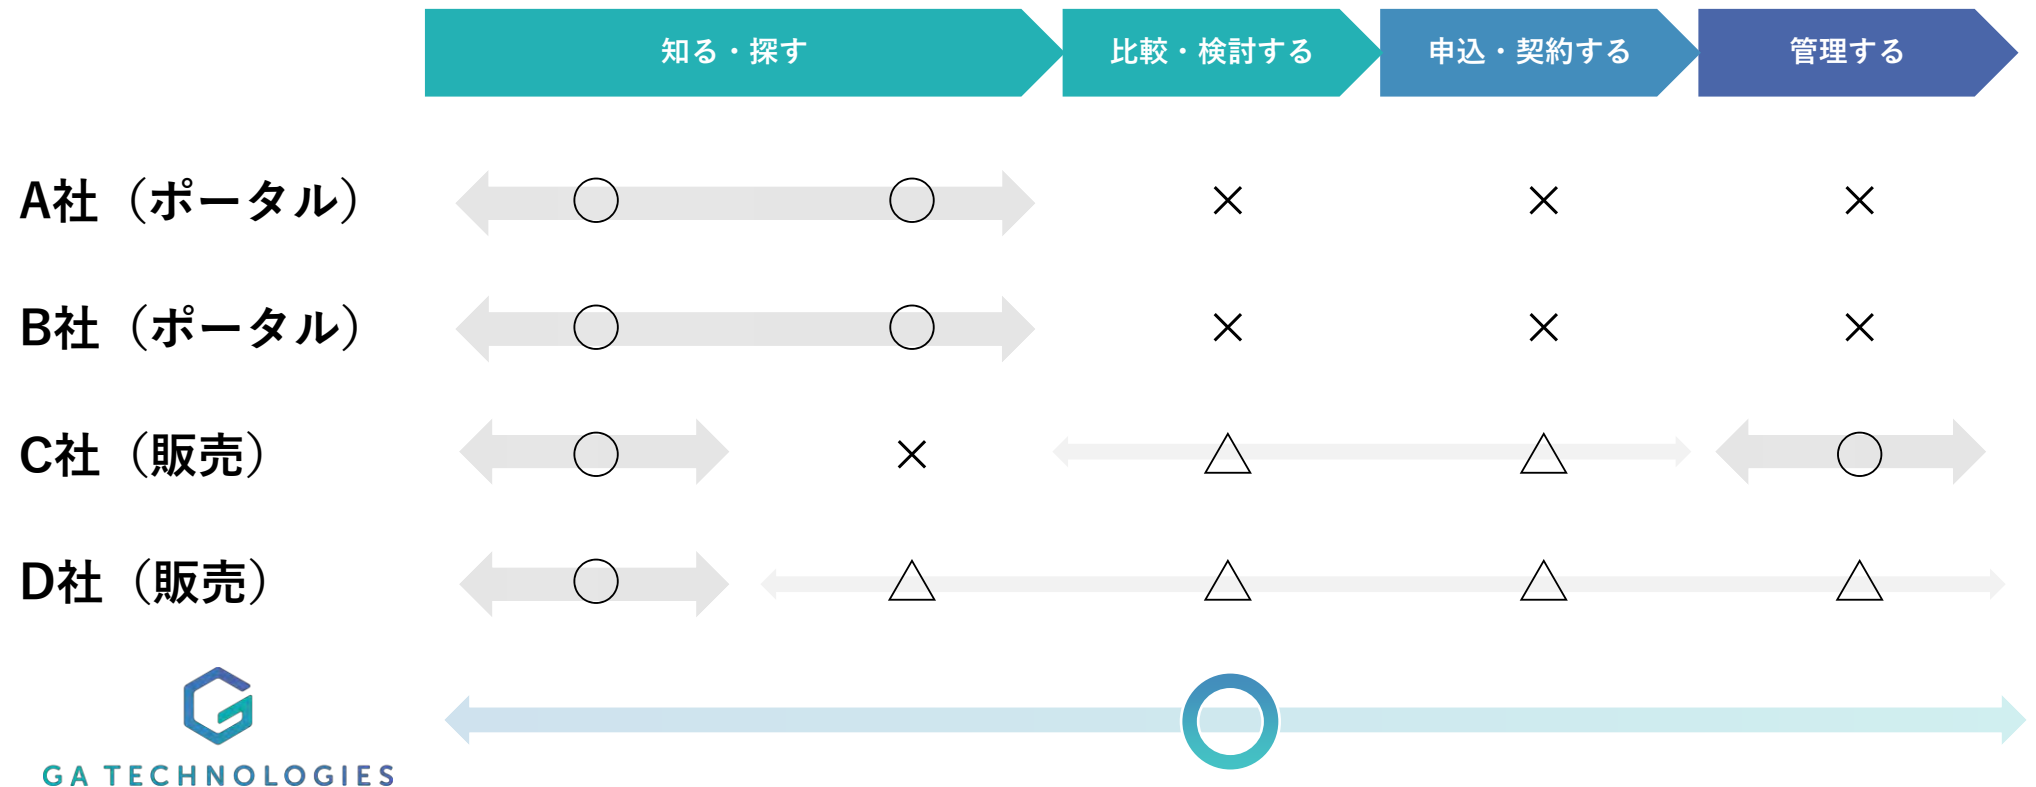 知る・探す
比較・検討する
申込・契約する
管理する
A社（ポータル）
○ ○ × × ×
B社（ポータル）
○ ○ × × ×
C社（販売）
○ × △ △ ○
D社（販売）
○ △ △ △ △
GA TECHNOLOGIES